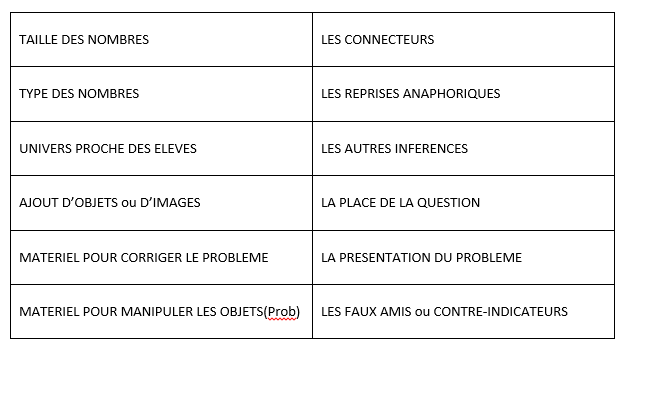 TAILLE DES NOMBRES
LES CONNECTEURS
TYPE DES NOMBRES
LES REPRISES ANAPHORIQUES
UNIVERS PROCHE DES ELEVES
LES AUTRES INFERENCES
AJOUT D’OBJETS ou D’IMAGES
LA PLACE DE LA QUESTION
MATERIEL POUR CORRIGER LE PROBLEME
LA PRESENTATION DU PROBLEME
MATERIEL POUR MANIPULER LES OBJETS(Prob)
LES FAUX AMIS ou CONTRE-INDICATEURS